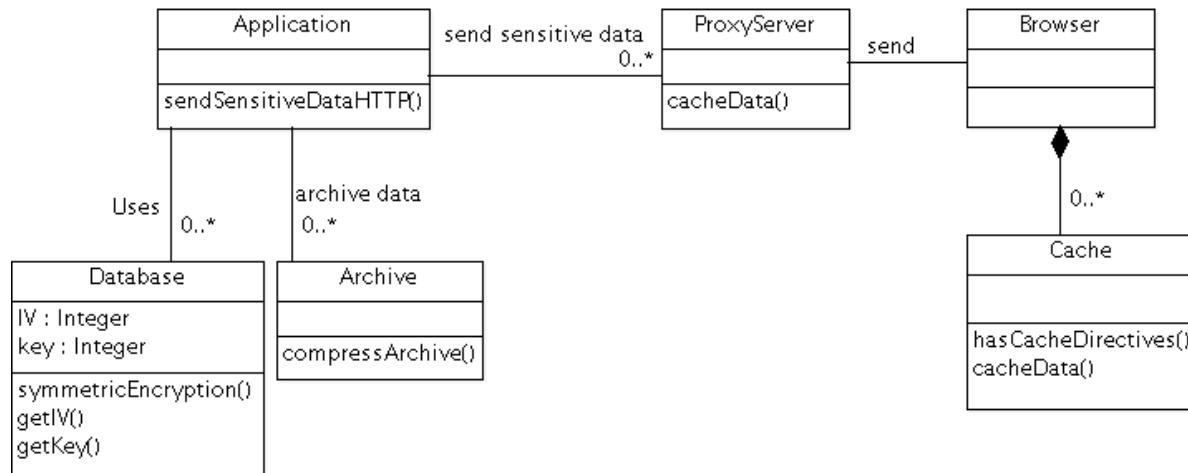 Application
sendSensitiveDataHTTP()
send sensitive data
0..*
ProxyServer
cacheData()
send
Browser
Uses
0..*
archive data
0..*
0..*
Database
IV : Integer
key : Integer
symmetricEncryption()
getIV()
getKey()
Archive
compressArchive()
Cache
hasCacheDirectives()
cacheData()